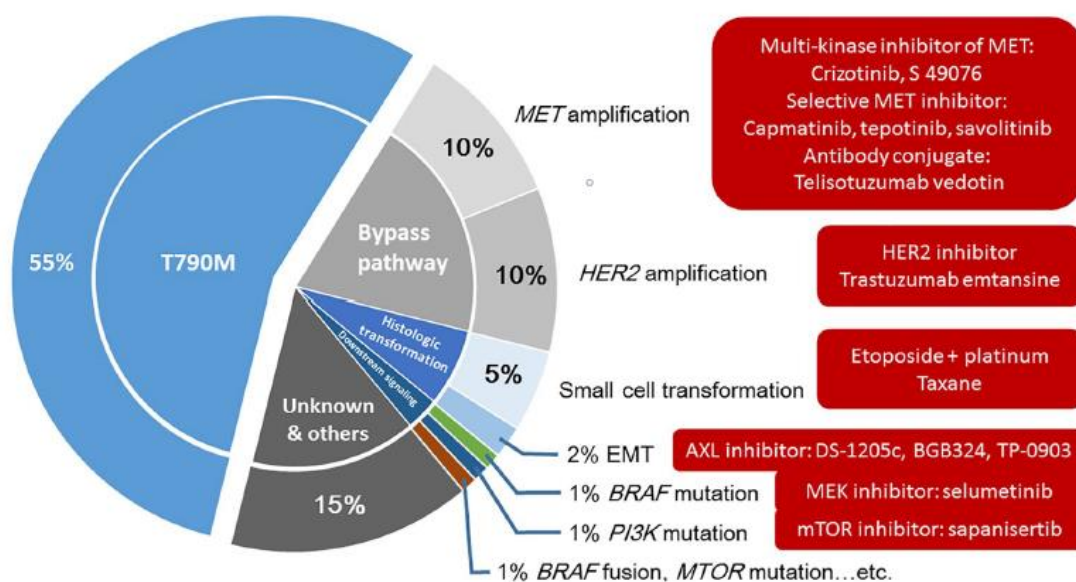 Multi-kinase inhibitor of MET:
Crizotinib, S 49076
Selective MET inhibitor:
Capmatinib, tepotinib, savolitinib
Antibody conjugate:
Telisotuzumab vedotin
MET amplification
10%
Bypass
pathway
55%
T790M
10%
HER2 amplification
HER2 inhibitor
Trastuzumab emtansine
Histologic
transformation
Downstream signaling
5%
Small cell transformation
Etoposide + platinum
Taxane
Unknown
& others
15%
2% EMT
AXL inhibitor: DS-1205c, BGB324, TP-0903
1% BRAF mutation
MEK inhibitor: selumetinib
1% PI3K mutation
mTOR inhibitor: sapanisertib
1% BRAF fusion, MTOR mutation...etc.